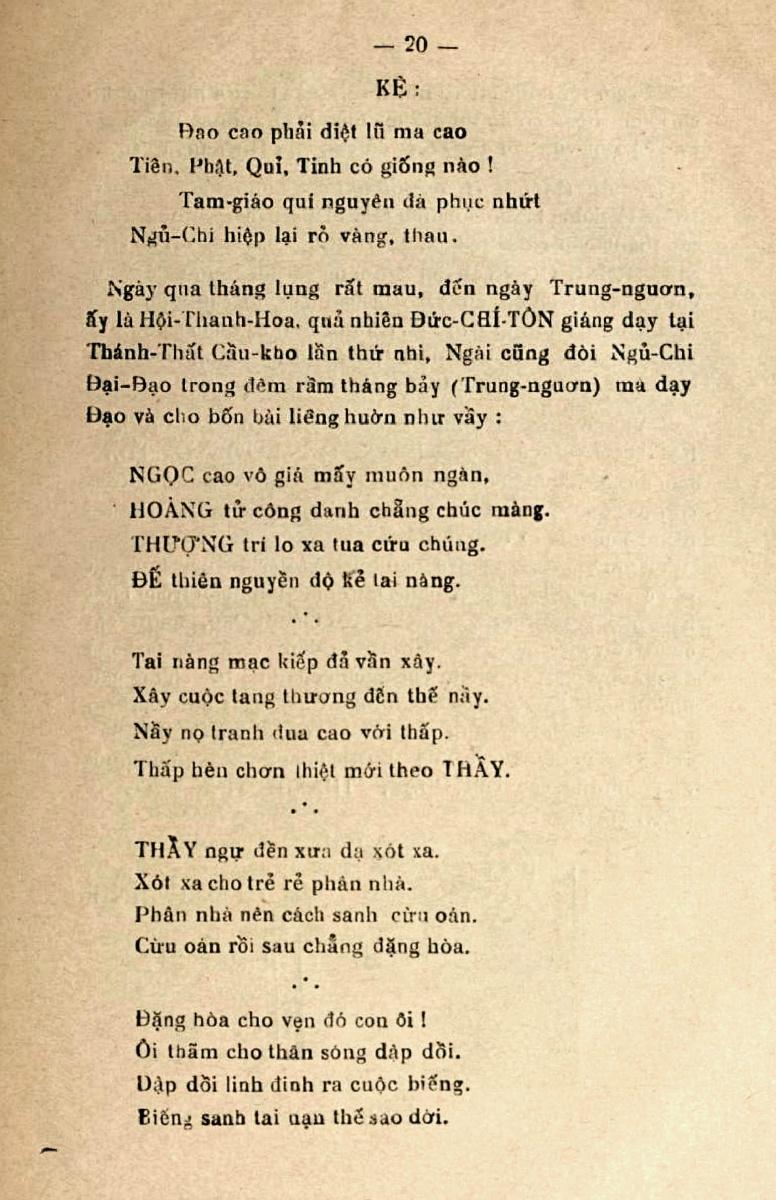 — 20 —
KỆ :
Đạo cao phải diệt lũ ma cao
Tiên, Phật, Quỉ, Tinh có giống nào !
Tam-giáo qui nguyên đà phục nhứt
Ngủ-Chi hiệp lại rỏ vàng, thau.
Ngày qua tháng lụng rất mau, đến ngày Trung-nguơn,
ấy là Hội-Thanh-Hoa, quả nhiên Đức-CHÍ-TÔN giáng dạy tại
Thánh-Thất Cầu-kho lần thứ nhì, Ngài cũng đòi Ngủ-Chi
Đại-Đạo trong đêm rằm tháng bảy (Trung-nguơn) mà dạy
Đạo và cho bốn bài liêng huờn như vầy :
NGỌC cao vô giá mấy muôn ngàn,
HOÀNG tử công danh chẵng chúc màng.
THƯỢNG trí lo xa tua cứu chúng.
ĐẾ thiên nguyền độ kẻ tai nàng.
Tai nàng mạc kiếp đả vần xây.
Xây cuộc tang thương đến thế nầy.
Nầy nọ tranh đua cao với thấp.
Thấp hèn chơn thiệt mới theo THẦY.
THẦY ngự đền xưa dạ xót xa.
Xót xa cho trẻ rẻ phân nhà.
Phân nhà nên cách sanh cừu oán.
Cừu oán rồi sau chẳng đặng hòa.
Đặng hòa cho vẹn đó con ôi !
Ôi thãm cho thân sóng dập dồi.
Dập dồi linh đinh ra cuộc biếng.
Biếng sanh tai nạn thế sao dời.